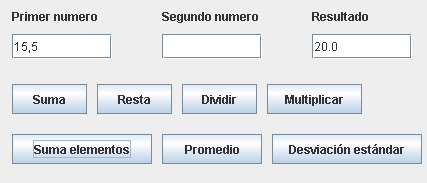 Primer numero Segundo numero Resultado
15,5 20.0
Suma Resta Dividir Multiplicar
Suma elementos Promedio Desviación estándar